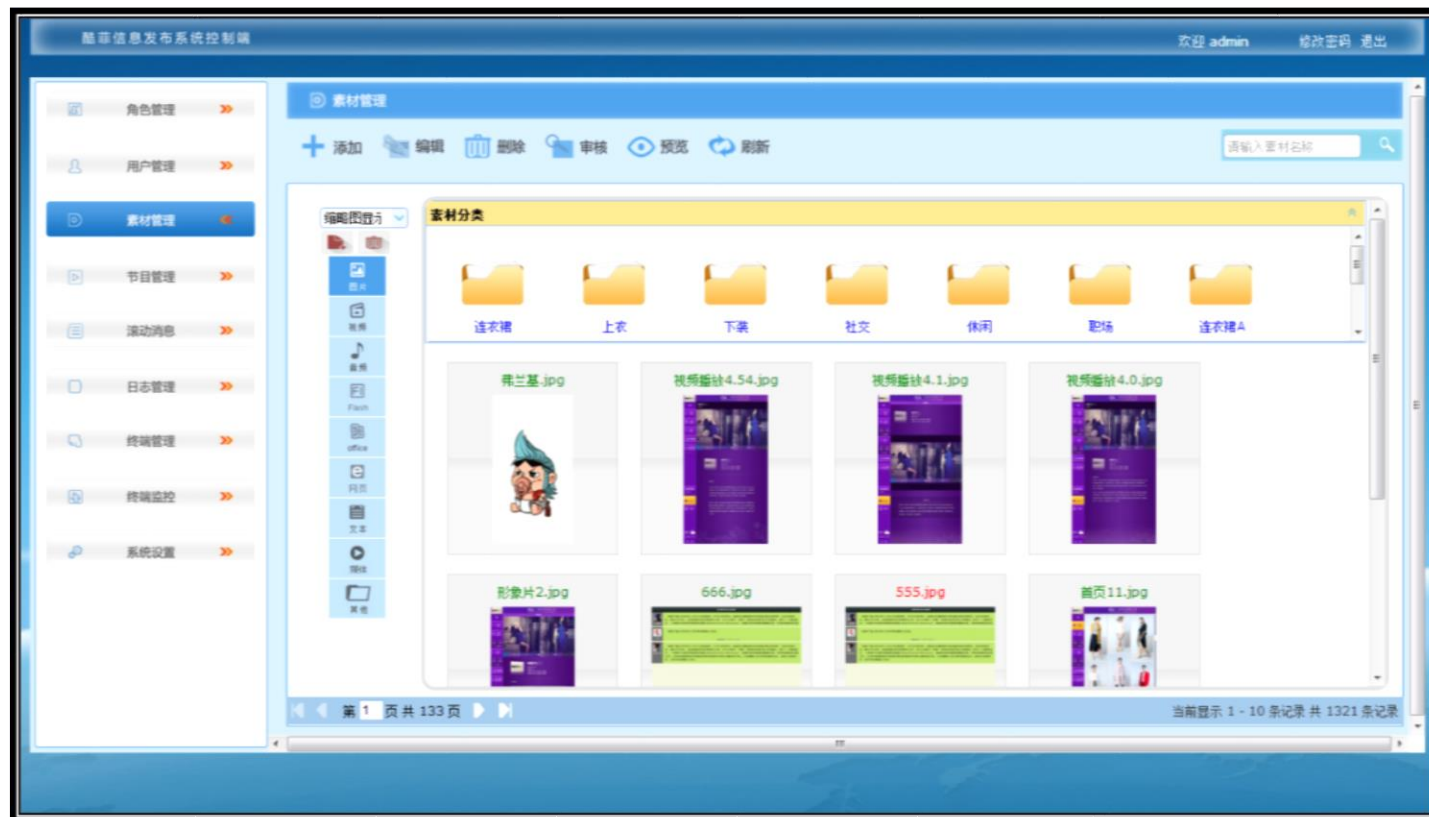 酷菲信息发布系统控制端
欢迎 admin 修改密码 退出
角色管理
用户管理
素材管理
节目管理
滚动消息
日志管理
终端管理
终端监控
系统设置
素材管理
添加 编辑 删除 审核 预览 刷新
请输入素材名称
缩略图显示
图片
视频
音频
Flash
office
网页
文本
媒体
其他
素材分类
连衣裙 上衣 下装 社交 休闲 职场 连衣裙A
弗兰基.jpg 视频播放4.54.jpg 视频播放4.1.jpg 视频播放4.0.jpg
形象片2.jpg 666.jpg 555.jpg 首页11.jpg
第 1 页共 133 页
当前显示 1 - 10 条记录 共 1321 条记录